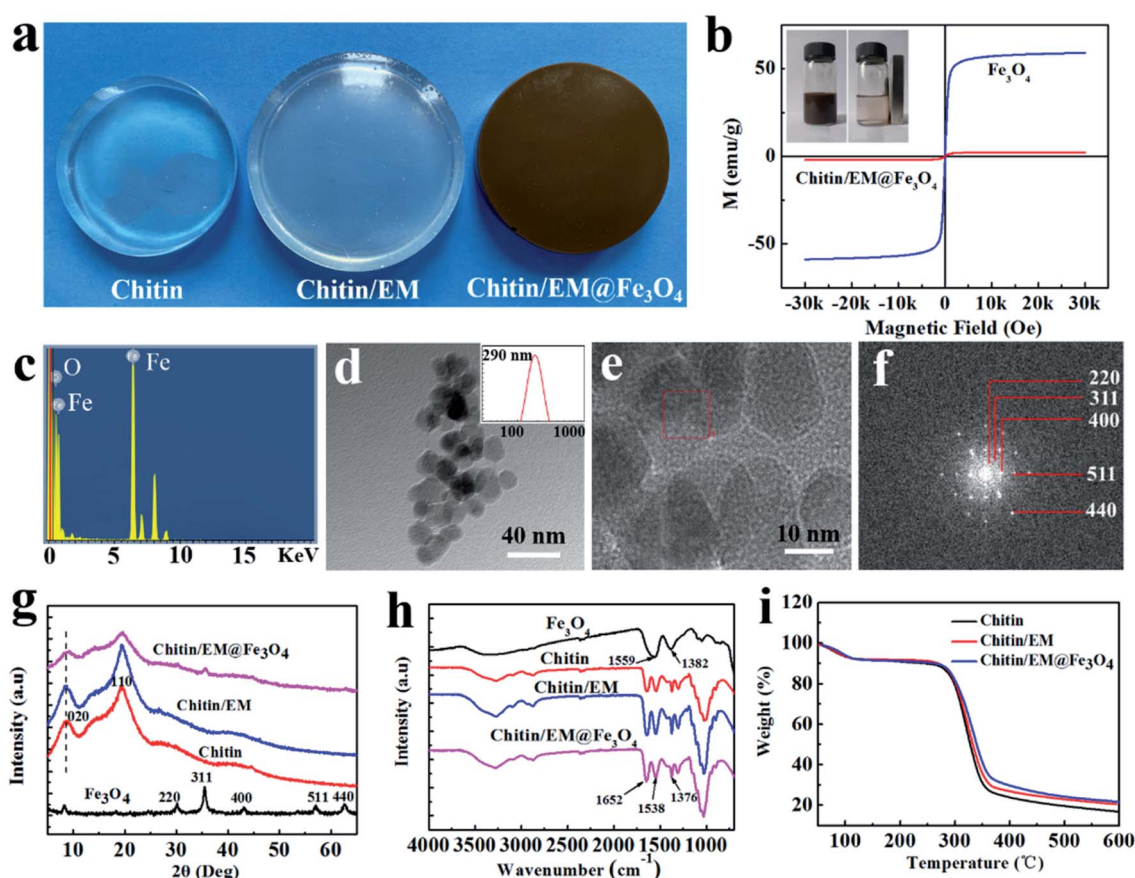 a
Chitin
Chitin/EM
Chitin/EM@Fe₃O₄
b
M (emu/g)
50
0
-50
Fe₃O₄
Chitin/EM@Fe₃O₄
-30k -20k -10k 0 10k 20k 30k
Magnetic Field (Oe)
c
O
Fe
Fe
0 5 10 15 KeV
d
290 nm
100 1000
40 nm
e
10 nm
f
220
311
400
511
440
g
Intensity (a.u)
Chitin/EM@Fe₃O₄
110
Chitin/EM
020
Chitin
311
Fe₃O₄
220
400
511
440
10 20 30 40 50 60
2θ (Deg)
h
Intensity (a.u)
Fe₃O₄
1559
1382
Chitin
Chitin/EM
Chitin/EM@Fe₃O₄
1652
1538
1376
4000 3000 2000 1000
Wavenumber (cm⁻¹)
i
Weight (%)
120
100
80
60
40
20
Chitin
Chitin/EM
Chitin/EM@Fe₃O₄
100 200 300 400 500 600
Temperature (℃)